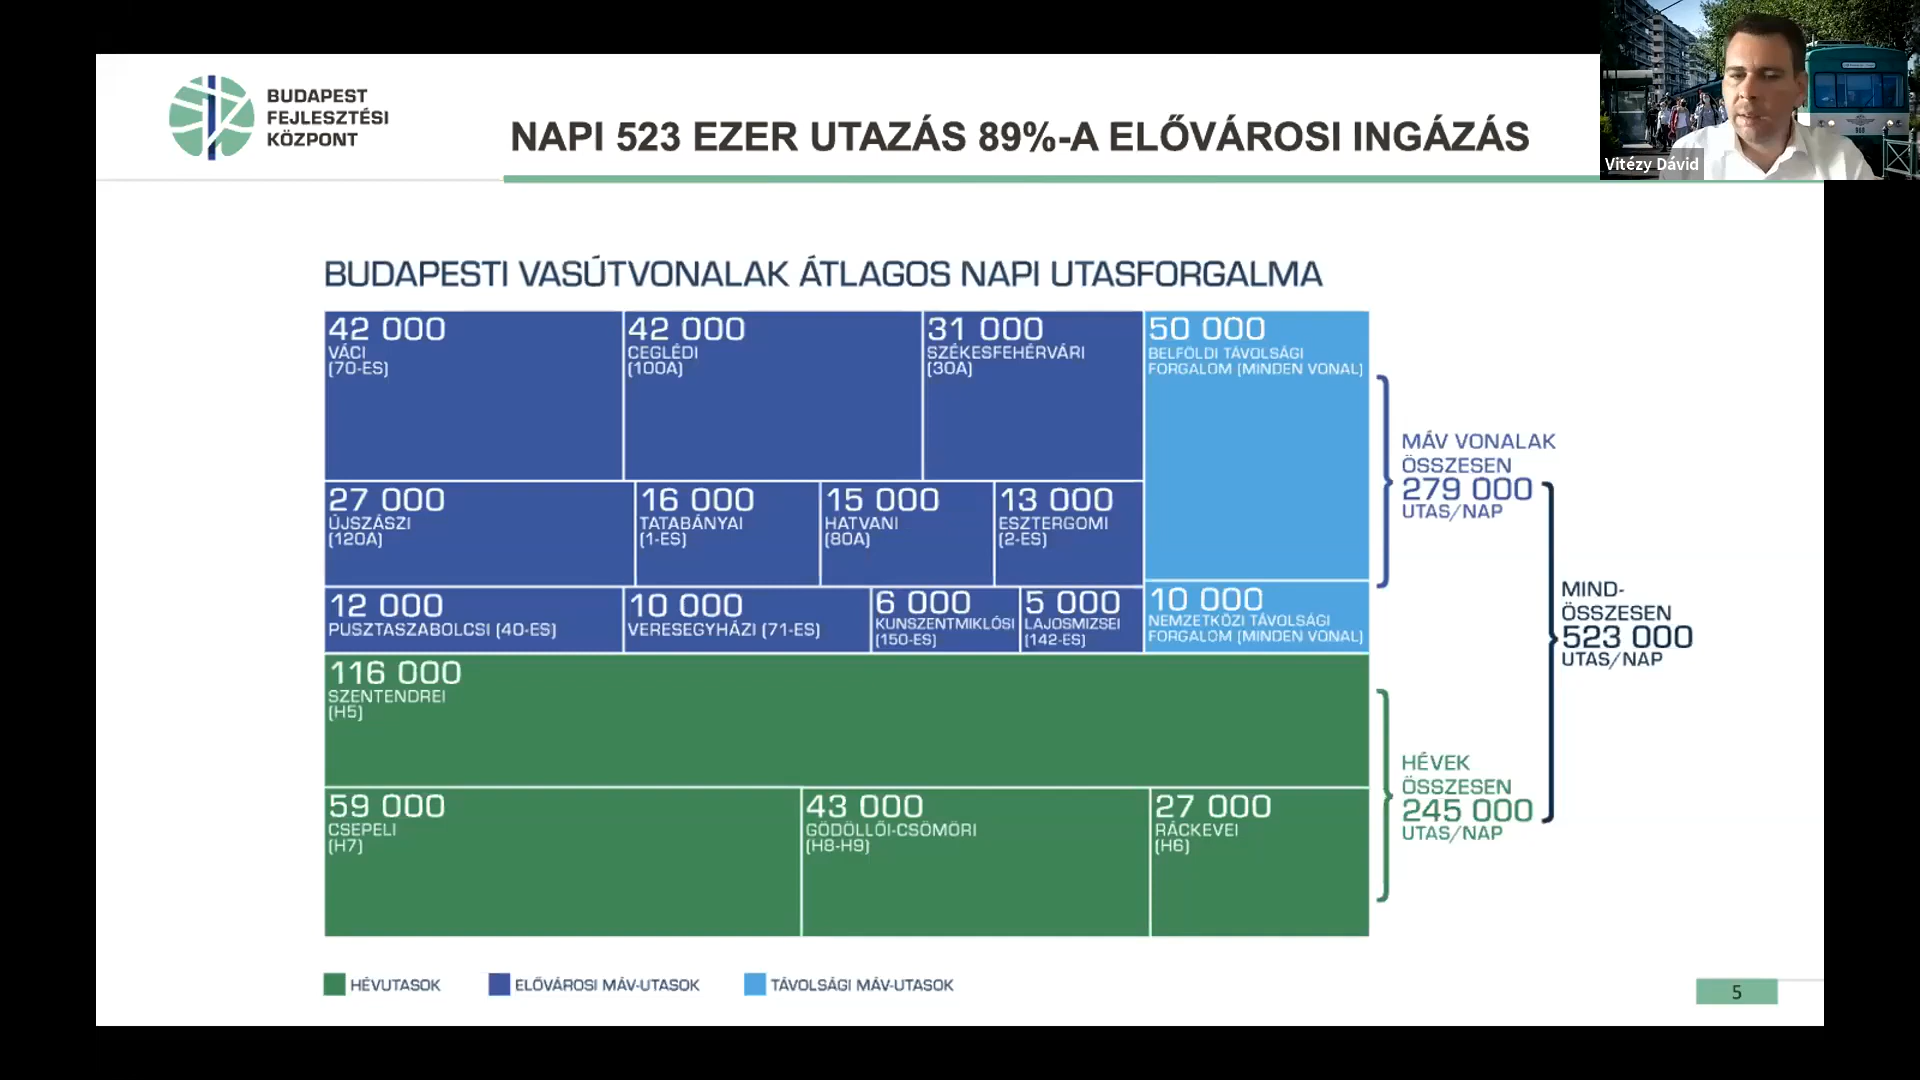 BUDAPEST
FEJLESZTÉSI
KÖZPONT
NAPI 523 EZER UTAZÁS 89%-A ELŐVÁROSI INGÁZÁS
Vitézy Dávid
BUDAPESTI VASÚTVONALAK ÁTLAGOS NAPI UTASFORGALMA
42 000
VÁCI
(70-ES)
42 000
CEGLÉDI
(100A)
31 000
SZÉKESFEHÉRVÁRI
(30A)
50 000
BELFÖLDI TÁVOLSÁGI
FORGALOM (MINDEN VONAL)
27 000
ÚJSZÁSZI
(120A)
16 000
TATABÁNYAI
(1-ES)
15 000
HATVANI
(80A)
13 000
ESZTERGOMI
(2-ES)
12 000
PUSZTASZABOLCSI (40-ES)
10 000
VERESEGYHÁZI (71-ES)
6 000
KUNSZENTMIKLÓSI
(150-ES)
5 000
LAJOSMIZSEI
(142-ES)
10 000
NEMZETKÖZI TÁVOLSÁGI
FORGALOM (MINDEN VONAL)
116 000
SZENTENDREI
(H5)
59 000
CSEPELI
(H7)
43 000
GÖDÖLLŐI-CSÖMÖRI
(H8-H9)
27 000
RÁCKEVEI
(H6)
MÁV VONALAK
ÖSSZESEN
279 000
UTAS/NAP
HÉVEK
ÖSSZESEN
245 000
UTAS/NAP
MIND-
ÖSSZESEN
523 000
UTAS/NAP
HÉVUTASOK
ELŐVÁROSI MÁV-UTASOK
TÁVOLSÁGI MÁV-UTASOK
5